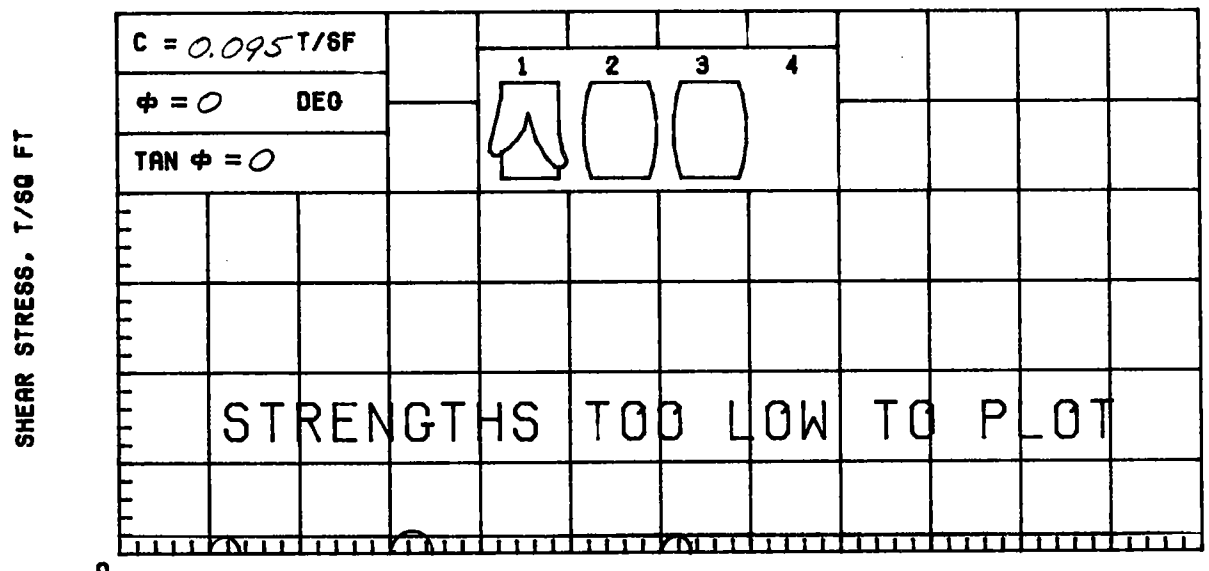 C = 0.095 T/SF
ф = 0 DEG
TAN ф = 0
1 2 3 4
SHEAR STRESS, T/SQ FT
STRENGTHS TOO LOW TO PLOT
0